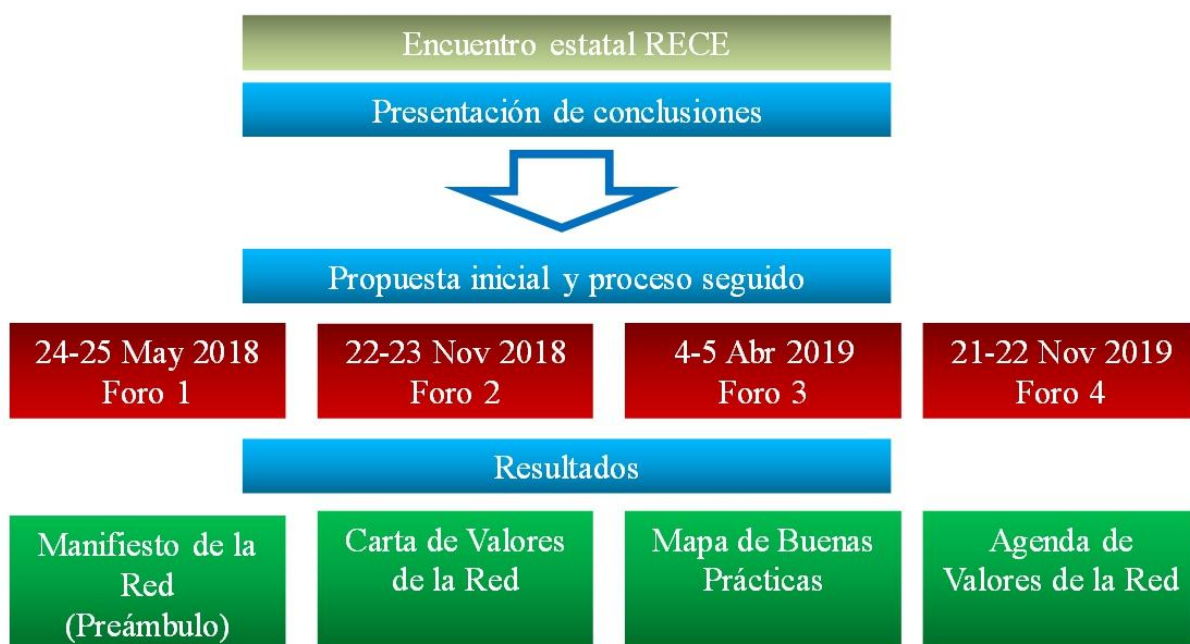 Encuentro estatal RECE
Presentación de conclusiones
Propuesta inicial y proceso seguido
24-25 May 2018
Foro 1
22-23 Nov 2018
Foro 2
4-5 Abr 2019
Foro 3
21-22 Nov 2019
Foro 4
Resultados
Manifiesto de la
Red
(Preámbulo)
Carta de Valores
de la Red
Mapa de Buenas
Prácticas
Agenda de
Valores de la Red